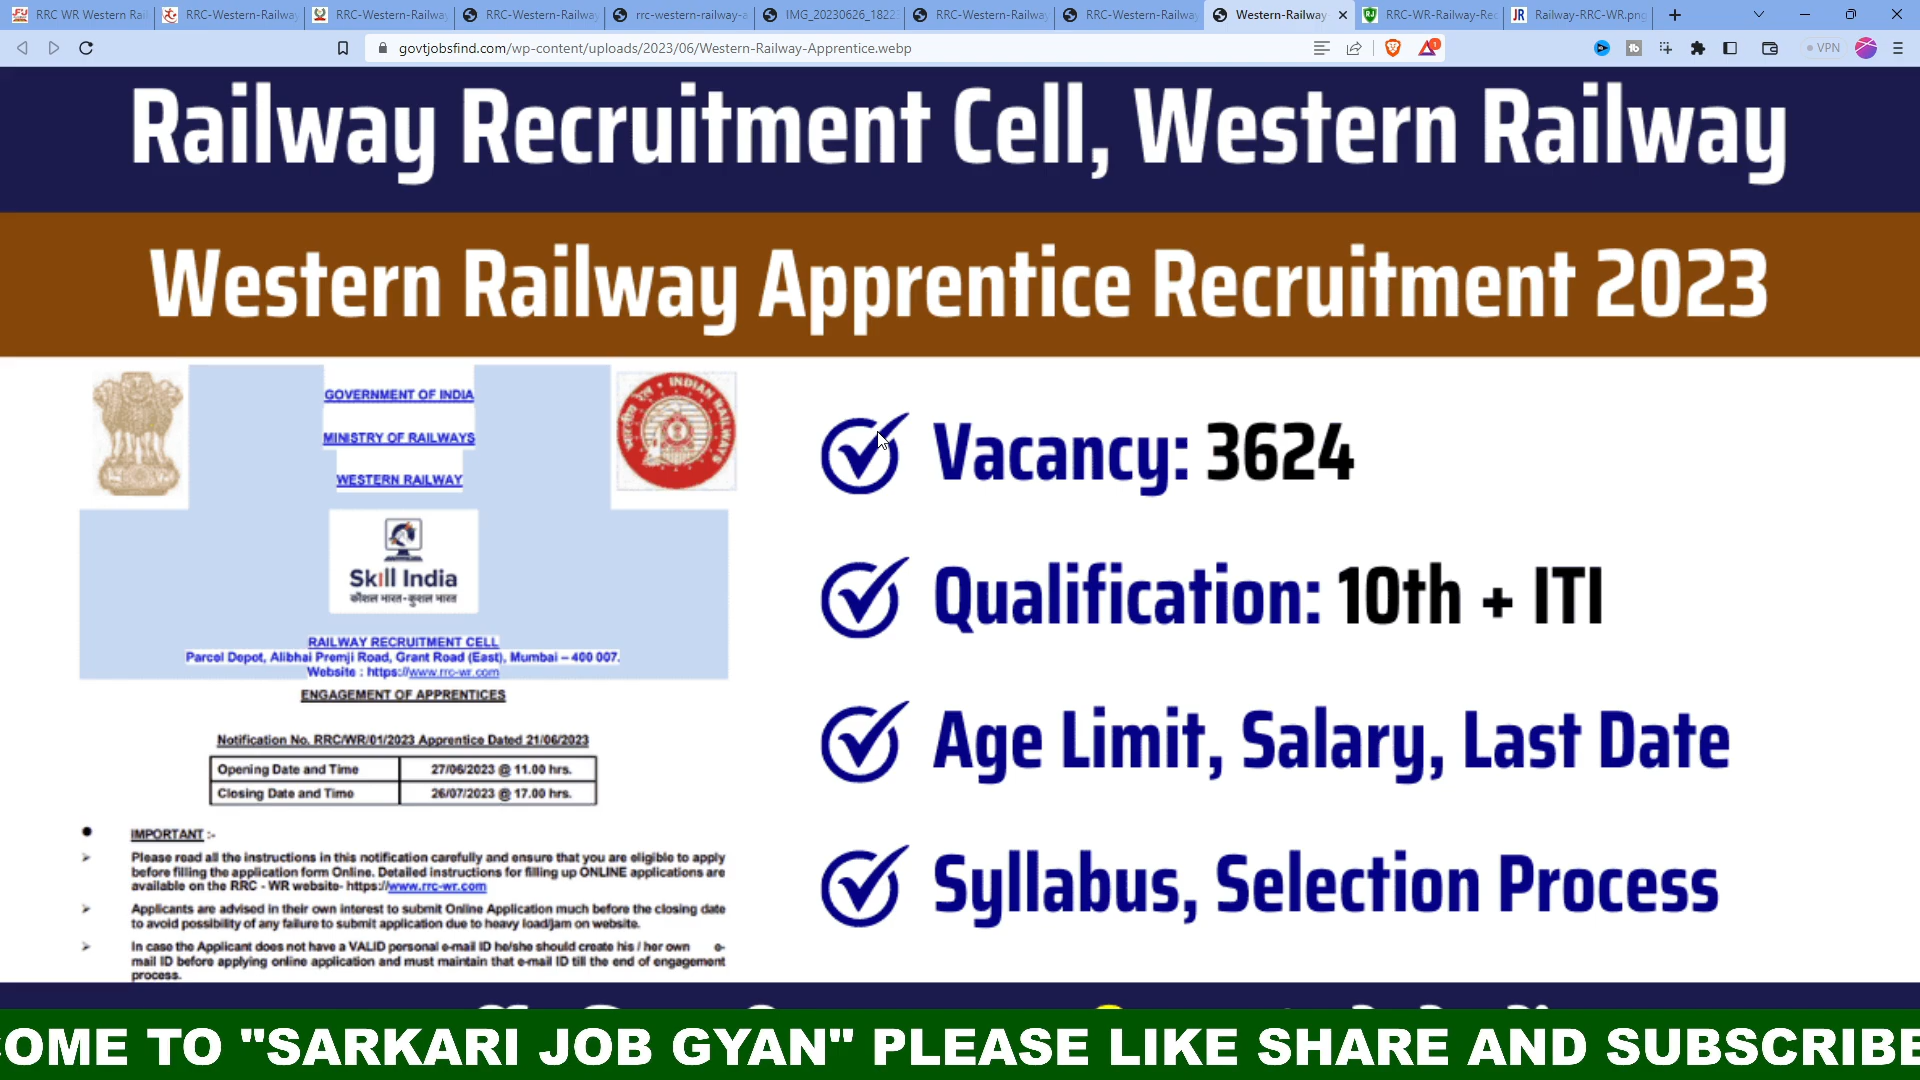 RRC WR Western Rail
RRC-Western-Railway
RRC-Western-Railway
RRC-Western-Railway
rrc-western-railway-a
IMG_20230626_1822
RRC-Western-Railway
RRC-Western-Railway
Western-Railway
RRC-WR-Railway-Rec
Railway-RRC-WR.png
govtjobsfind.com/wp-content/uploads/2023/06/Western-Railway-Apprentice.webp
1
VPN
Railway Recruitment Cell, Western Railway
Western Railway Apprentice Recruitment 2023
GOVERNMENT OF INDIA
MINISTRY OF RAILWAYS
WESTERN RAILWAY
INDIAN RAILWAYS
भारतीय रेल
Skill India
कौशल भारत-कुशल भारत
RAILWAY RECRUITMENT CELL
Parcel Depot, Alibhai Premji Road, Grant Road (East), Mumbai – 400 007.
Website : https://www.rrc-wr.com
ENGAGEMENT OF APPRENTICES
Notification No. RRC/WR/01/2023 Apprentice Dated 21/06/2023
Opening Date and Time 27/06/2023 @ 11.00 hrs.
Closing Date and Time 26/07/2023 @ 17.00 hrs.
IMPORTANT :-
Please read all the instructions in this notification carefully and ensure that you are eligible to apply
before filling the application form Online. Detailed instructions for filling up ONLINE applications are
available on the RRC - WR website- https://www.rrc-wr.com
Applicants are advised in their own interest to submit Online Application much before the closing date
to avoid possibility of any failure to submit application due to heavy load/jam on website.
In case the Applicant does not have a VALID personal e-mail ID he/she should create his / her own e-
mail ID before applying online application and must maintain that e-mail ID till the end of engagement
process.
Vacancy: 3624
Qualification: 10th + ITI
Age Limit, Salary, Last Date
Syllabus, Selection Process
COME TO "SARKARI JOB GYAN" PLEASE LIKE SHARE AND SUBSCRIBE